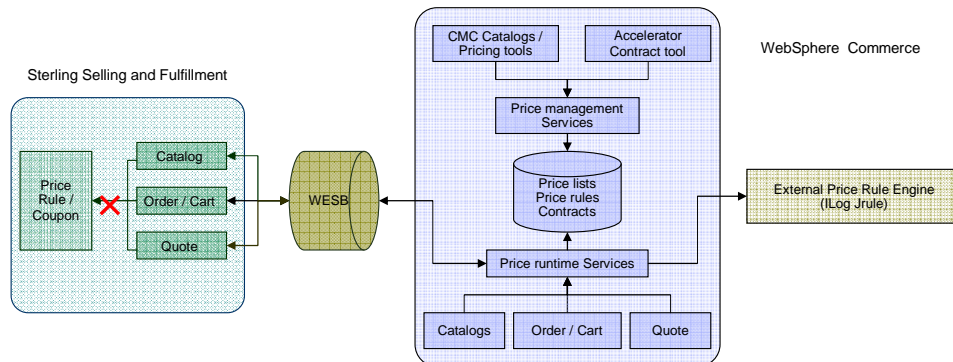 CMC Catalogs /
Pricing tools
Accelerator
Contract tool
WebSphere Commerce
Sterling Selling and Fulfillment
Price management
Services
Catalog
Price
Rule /
Coupon
Order / Cart
Quote
WESB
Price lists
Price rules
Contracts
External Price Rule Engine
(ILog Jrule)
Price runtime Services
Catalogs
Order / Cart
Quote